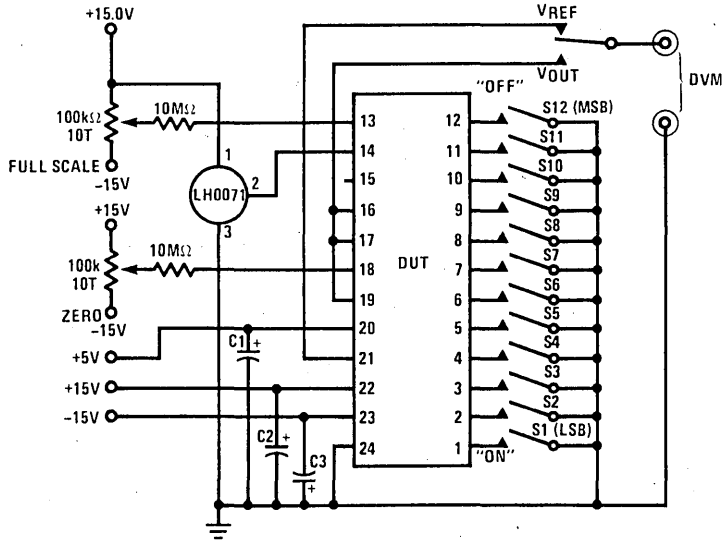 +15.0V
VREF
VOUT
DVM
100kΩ
10T
10MΩ
FULL SCALE
-15V
1
LH0071
2
3
+15V
100k
10T
10MΩ
ZERO
-15V
+5V
+15V
-15V
C1 +
C2 +
C3
+
DUT
13
14
15
16
17
18
19
20
21
22
23
24
12
11
10
9
8
7
6
5
4
3
2
1
"OFF"
S12 (MSB)
S11
S10
S9
S8
S7
S6
S5
S4
S3
S2
S1 (LSB)
"ON"